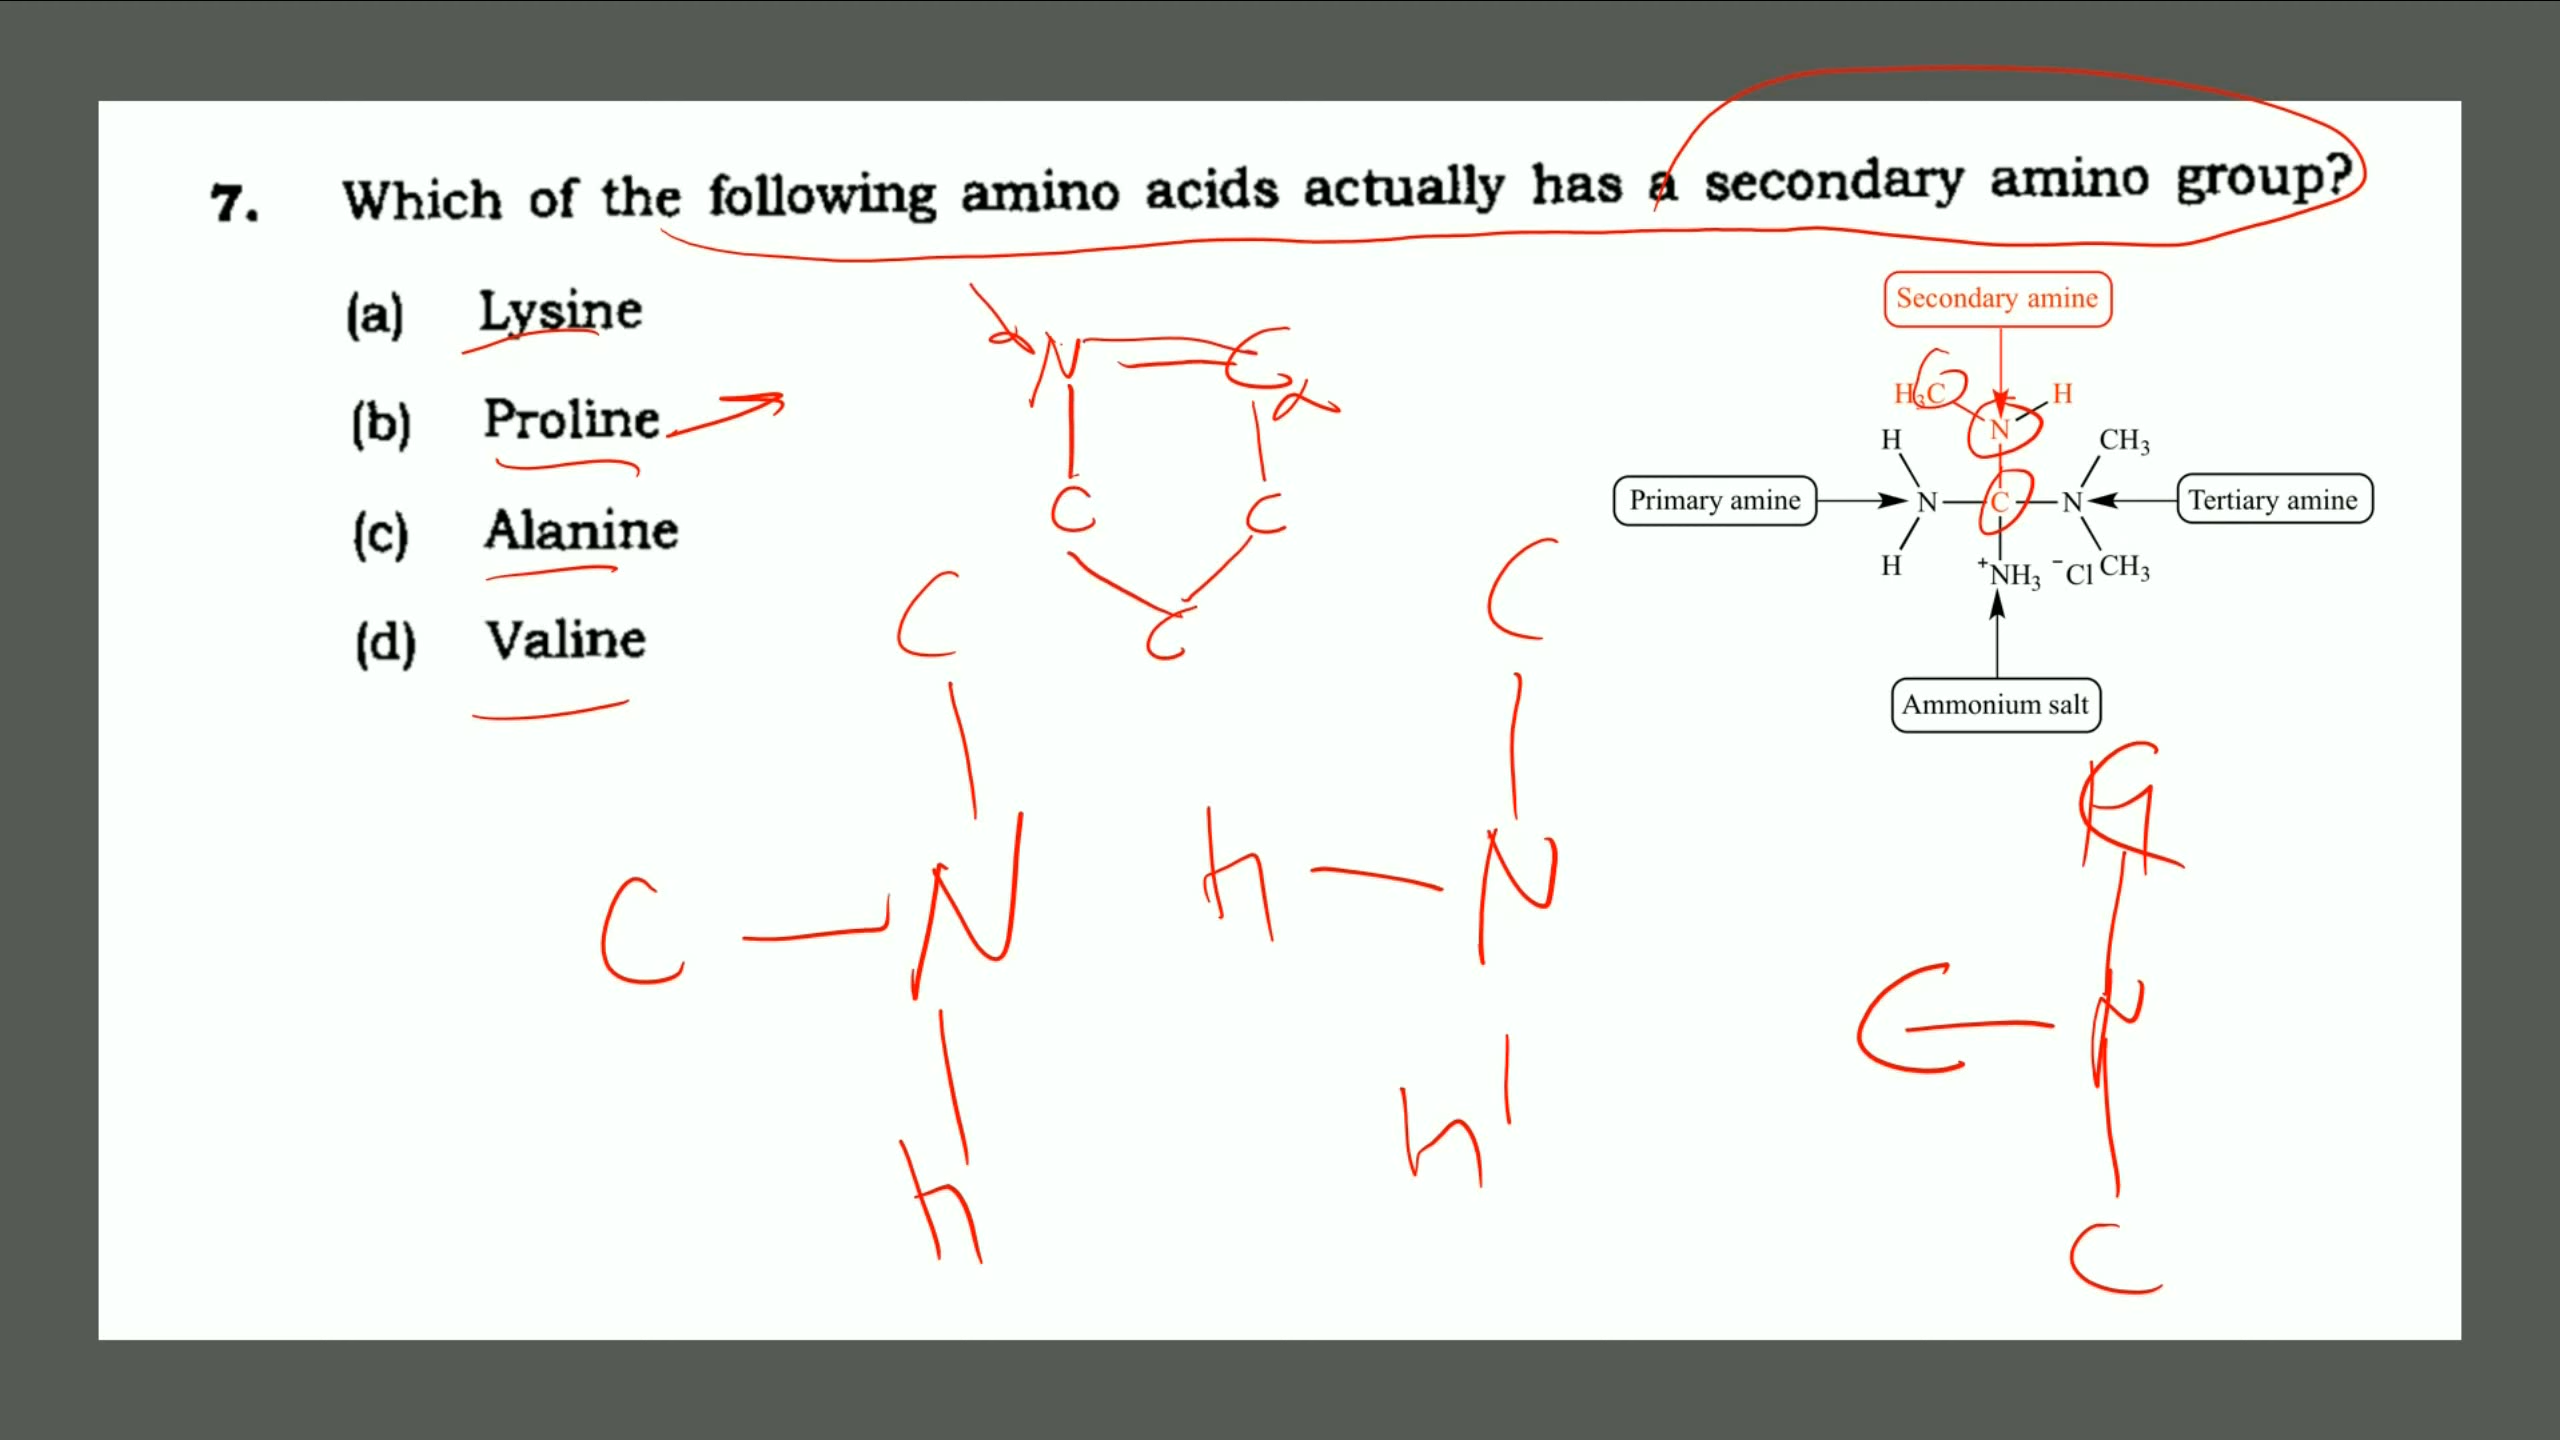 7. Which of the following amino acids actually has a secondary amino group?
(a) Lysine
(b) Proline
(c) Alanine
(d) Valine
Secondary amine
H₃C H
N
H CH₃
Primary amine N C N Tertiary amine
H ⁺NH₃ ⁻Cl CH₃
Ammonium salt
N C α
C C
C
C C
C N h N
h h
C N
C